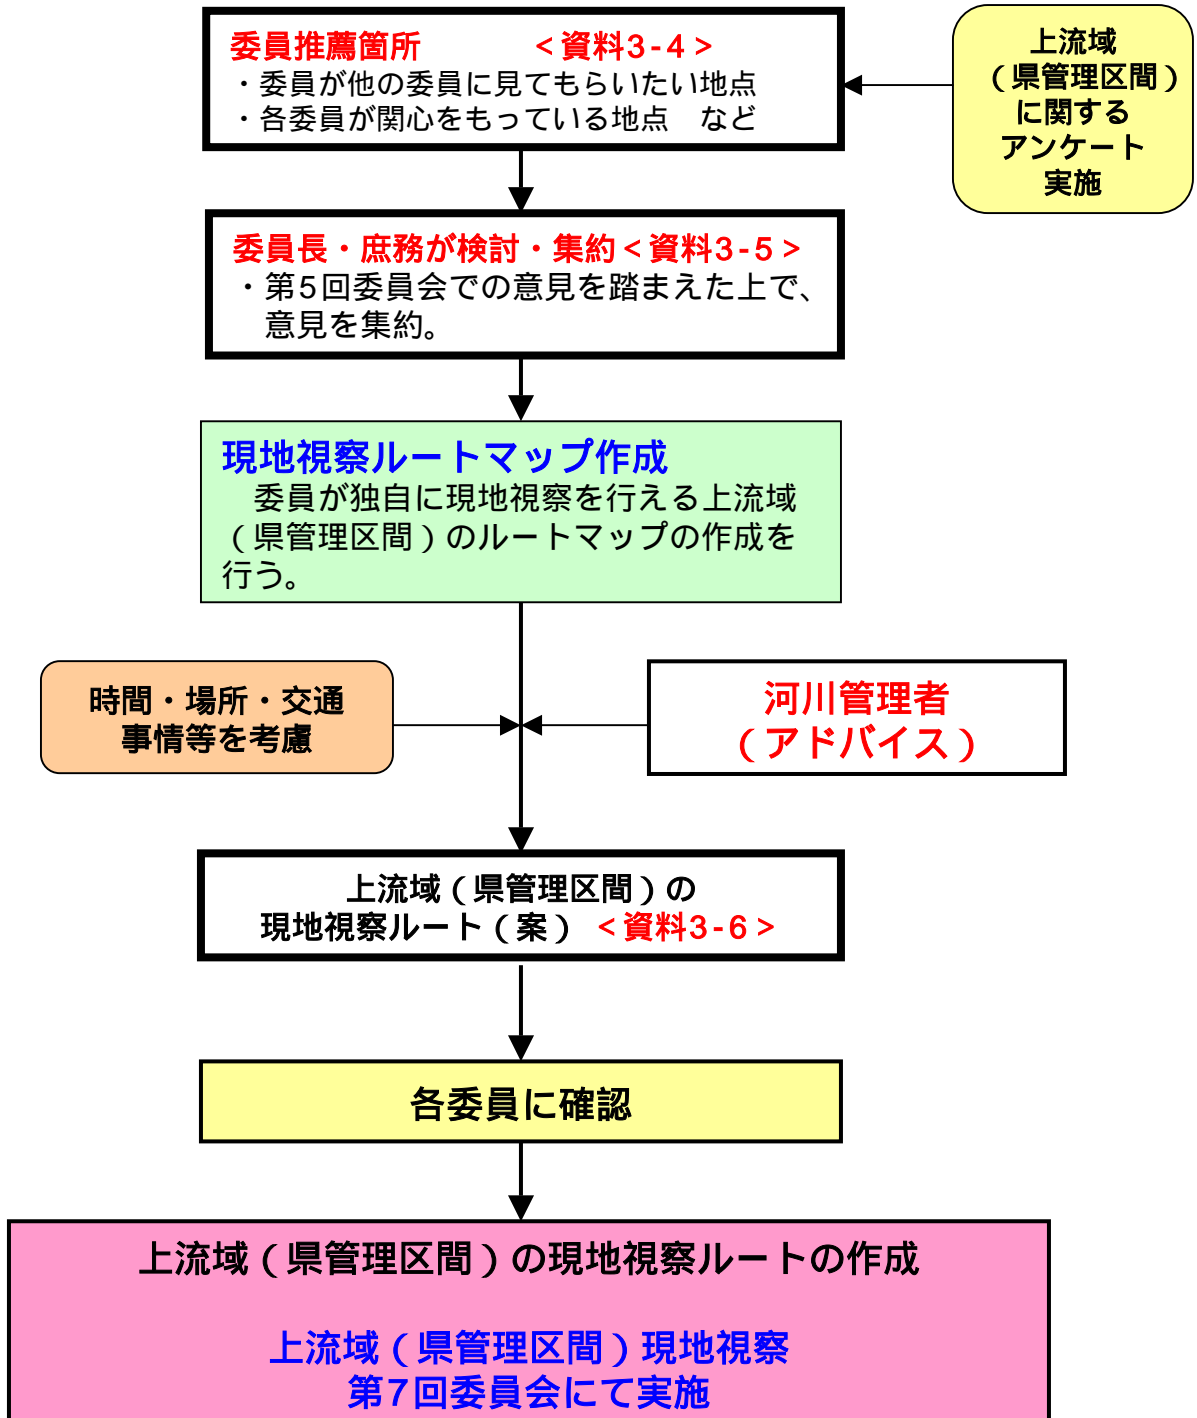 委員推薦箇所　　　＜資料3-4＞
・委員が他の委員に見てもらいたい地点
・各委員が関心をもっている地点　など
上流域
（県管理区間）
に関する
アンケート
実施
委員長・庶務が検討・集約＜資料3-5＞
・第5回委員会での意見を踏まえた上で、
意見を集約。
現地視察ルートマップ作成
委員が独自に現地視察を行える上流域
（県管理区間）のルートマップの作成を
行う。
時間・場所・交通
事情等を考慮
河川管理者
（アドバイス）
上流域（県管理区間）の
現地視察ルート（案）＜資料3-6＞
各委員に確認
上流域（県管理区間）の現地視察ルートの作成
上流域（県管理区間）現地視察
第7回委員会にて実施